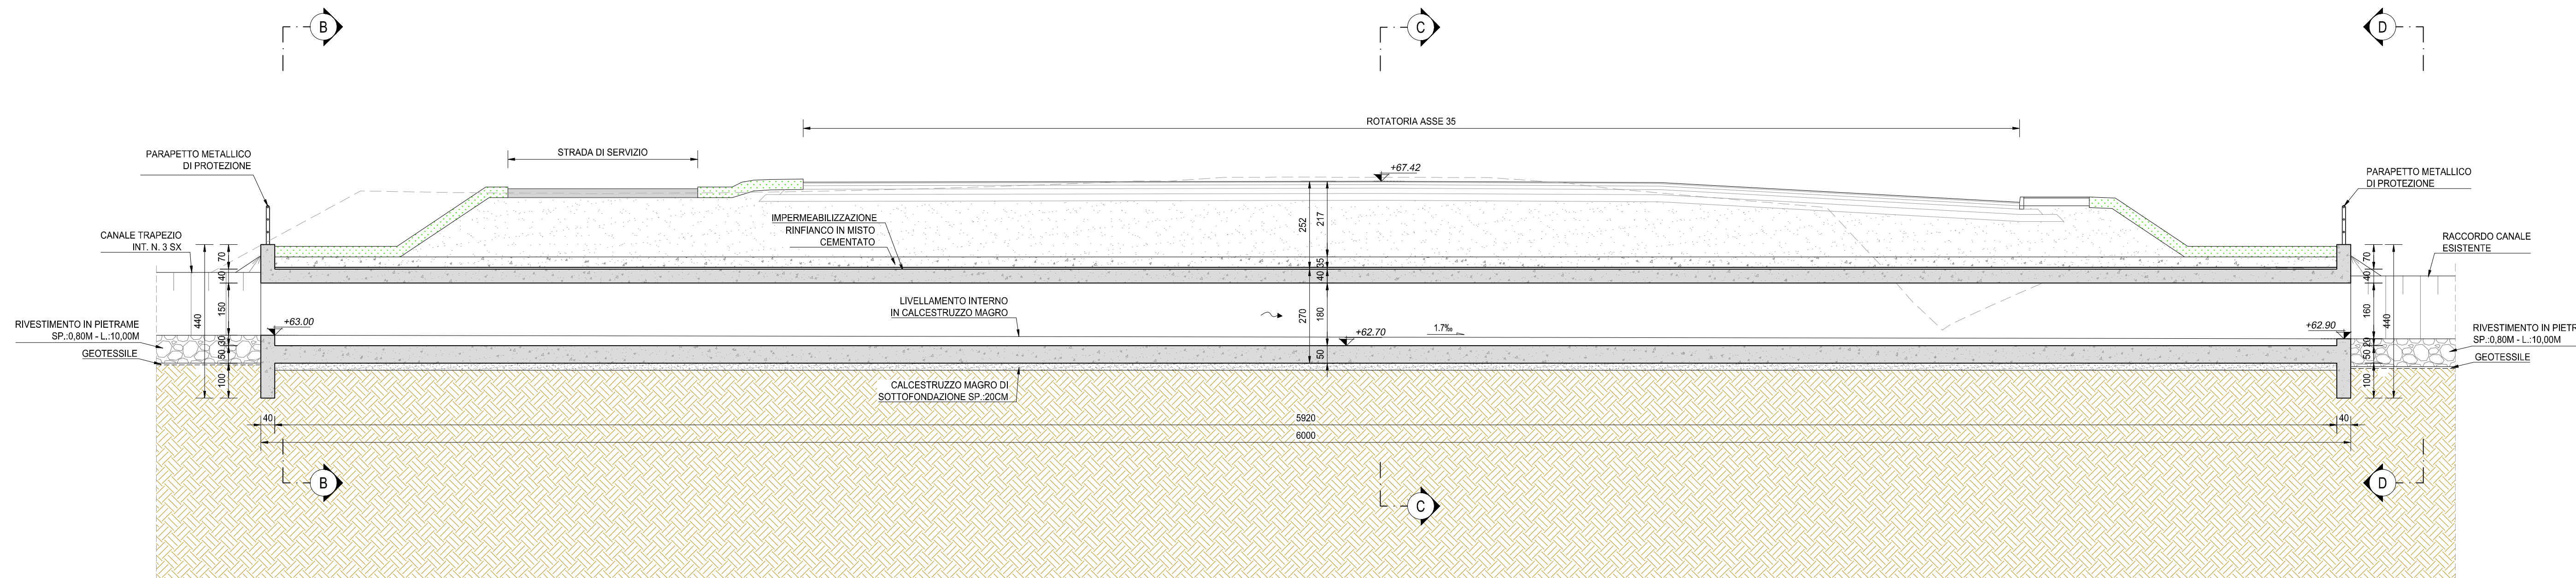 B
C
D
ROTATORIA ASSE 35
STRADA DI SERVIZIO
PARAPETTO METALLICO
DI PROTEZIONE
+67.42
PARAPETTO METALLICO
DI PROTEZIONE
IMPERMEABILIZZAZIONE
RINFIANCO IN MISTO
CEMENTATO
252
217
35
40
CANALE TRAPEZIO
INT. N. 3 SX
RACCORDO CANALE
ESISTENTE
70
40
150
30
50
100
440
LIVELLAMENTO INTERNO
IN CALCESTRUZZO MAGRO
270
180
50
70
40
160
20
50
100
440
+63.00
+62.70
1.7‰
+62.90
RIVESTIMENTO IN PIETRAME
SP.:0,80M - L.:10,00M
GEOTESSILE
RIVESTIMENTO IN PIETR
SP.:0,80M - L.:10,00M
GEOTESSILE
CALCESTRUZZO MAGRO DI
SOTTOFONDAZIONE SP.:20CM
40
5920
40
6000
B
C
D